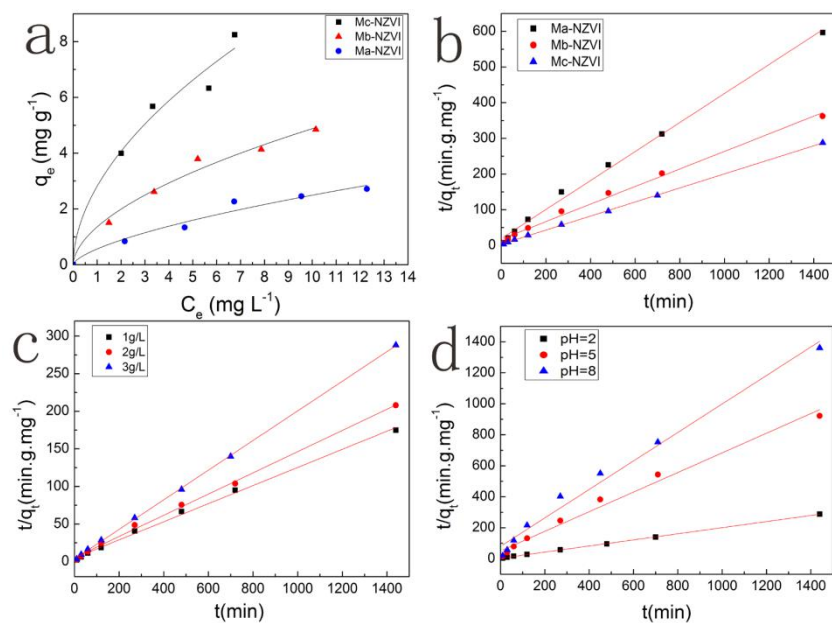 a
Mc-NZVI
Mb-NZVI
Ma-NZVI
8
6
4
2
0
qe (mg g-1)
0 1 2 3 4 5 6 7 8 9 10 11 12 13 14
Ce (mg L-1)
b
Ma-NZVI
Mb-NZVI
Mc-NZVI
600
500
400
300
200
100
0
t/qt(min.g.mg-1)
0 200 400 600 800 1000 1200 1400
t(min)
c
1g/L
2g/L
3g/L
300
250
200
150
100
50
0
t/qt(min.g.mg-1)
0 200 400 600 800 1000 1200 1400
t(min)
d
pH=2
pH=5
pH=8
1400
1200
1000
800
600
400
200
0
t/qt(min.g.mg-1)
0 200 400 600 800 1000 1200 1400
t(min)